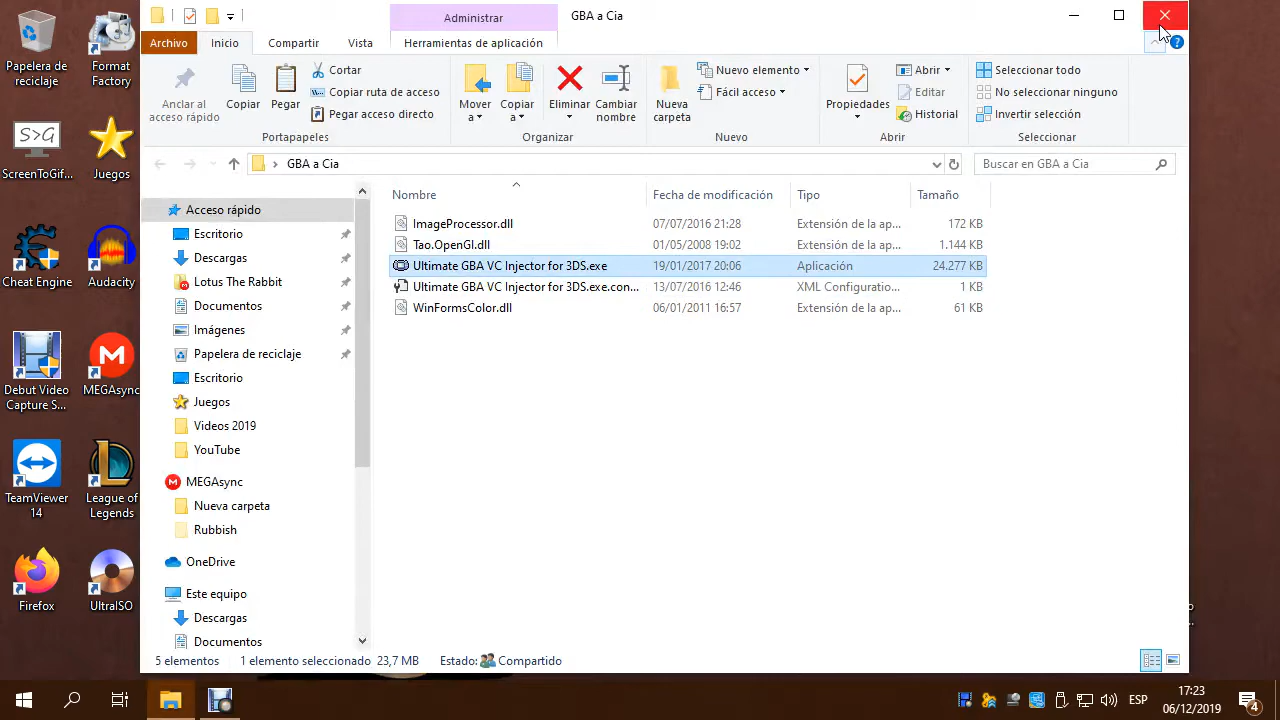 Papelera de reciclaje
Format Factory
ScreenToGif...
Juegos
Cheat Engine
Audacity
Debut Video Capture S...
MEGAsync
TeamViewer 14
League of Legends
Firefox
UltraISO
Administrar
GBA a Cia
Archivo
Inicio
Compartir
Vista
Herramientas de aplicación
Anclar al acceso rápido
Copiar
Pegar
Cortar
Copiar ruta de acceso
Pegar acceso directo
Portapapeles
Mover a
Copiar a
Eliminar
Cambiar nombre
Organizar
Nueva carpeta
Nuevo elemento
Fácil acceso
Nuevo
Propiedades
Abrir
Editar
Historial
Abrir
Seleccionar todo
No seleccionar ninguno
Invertir selección
Seleccionar
GBA a Cia
Buscar en GBA a Cia
Nombre Fecha de modificación Tipo Tamaño
ImageProcessor.dll 07/07/2016 21:28 Extensión de la ap... 172 KB
Tao.OpenGl.dll 01/05/2008 19:02 Extensión de la ap... 1.144 KB
Ultimate GBA VC Injector for 3DS.exe 19/01/2017 20:06 Aplicación 24.277 KB
Ultimate GBA VC Injector for 3DS.exe.con... 13/07/2016 12:46 XML Configuratio... 1 KB
WinFormsColor.dll 06/01/2011 16:57 Extensión de la ap... 61 KB
Acceso rápido
Escritorio
Descargas
Lotus The Rabbit
Documentos
Imágenes
Papelera de reciclaje
Escritorio
Juegos
Videos 2019
YouTube
MEGAsync
Nueva carpeta
Rubbish
OneDrive
Este equipo
Descargas
Documentos
5 elementos 1 elemento seleccionado 23,7 MB Estado: Compartido
ESP
17:23
06/12/2019
4